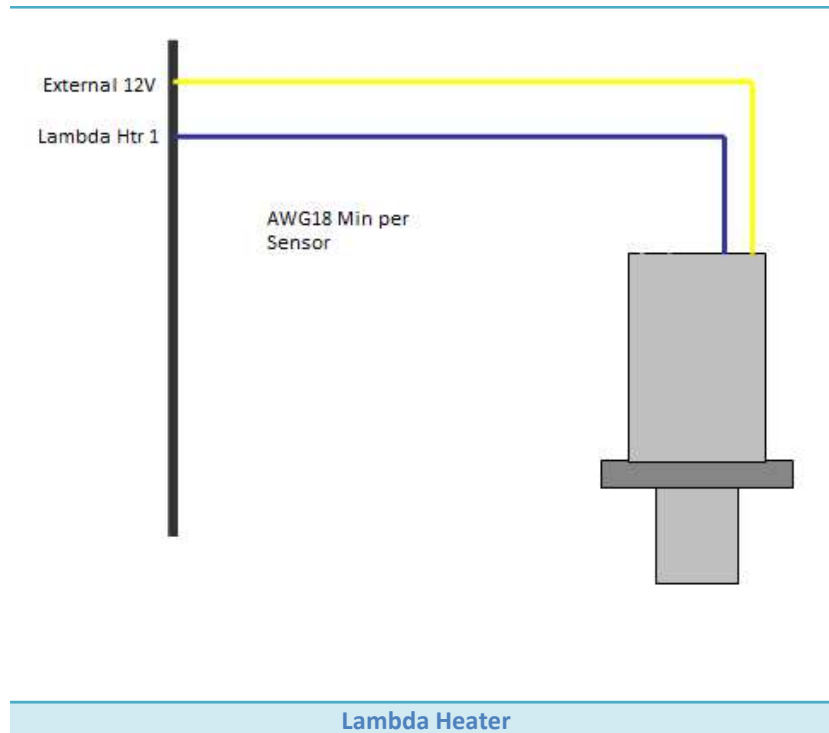 External 12V
Lambda Htr 1
AWG18 Min per
Sensor
Lambda Heater